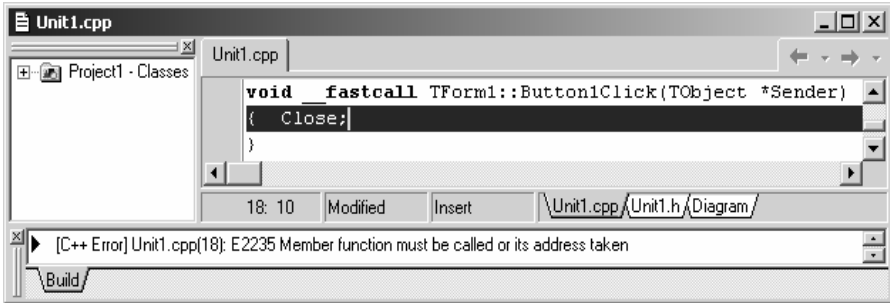 Unit1.cpp
Project1 - Classes
Unit1.cpp
void __fastcall TForm1::Button1Click(TObject *Sender)
{  Close;
}
18: 10 Modified Insert Unit1.cpp Unit1.h Diagram
[C++ Error] Unit1.cpp(18): E2235 Member function must be called or its address taken
Build